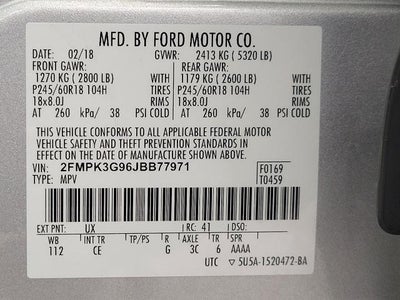 MFD. BY FORD MOTOR CO.
DATE: 02/18 GVWR: 2413 KG ( 5320 LB)
FRONT GAWR: REAR GAWR:
1270 KG ( 2800 LB) 1179 KG ( 2600 LB)
P245/60R18 104H TIRES P245/60R18 104H TIRES
18x8.0J RIMS 18x8.0J RIMS
AT 260 kPa/ 38 PSI COLD AT 260 kPa/ 38 PSI COLD
THIS VEHICLE CONFORMS TO ALL APPLICABLE FEDERAL MOTOR
VEHICLE SAFETY AND THEFT PREVENTION STANDARDS IN EFFECT
ON THE DATE OF MANUFACTURE SHOWN ABOVE.
VIN: 2FMPK3G96JBB77971 F0169
TYPE: MPV T0459
EXT PNT: UX RC: 41 DSO:
WB INT TR TP/PS R AXLE TR SPR
112 CE G 3C 6 AAAA
UTC ▽ 5U5A-1520472-BA